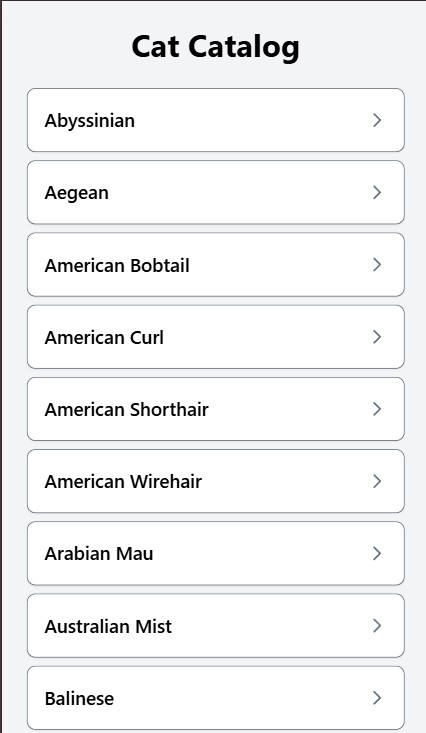 Cat Catalog
Abyssinian
Aegean
American Bobtail
American Curl
American Shorthair
American Wirehair
Arabian Mau
Australian Mist
Balinese